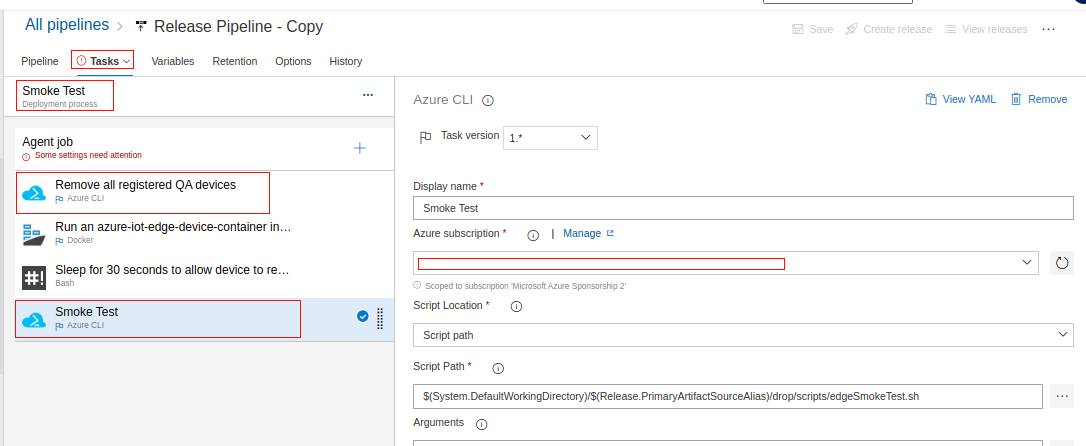 All pipelines > Release Pipeline - Copy
Save Create release View releases ...
Pipeline Tasks Variables Retention Options History
Smoke Test
Deployment process
...
Agent job
Some settings need attention
Remove all registered QA devices
Azure CLI
Run an azure-iot-edge-device-container in…
Docker
Sleep for 30 seconds to allow device to re…
#!
Bash
Smoke Test
Azure CLI
Azure CLI
View YAML Remove
Task version 1.*
Display name *
Smoke Test
Azure subscription * | Manage
Scoped to subscription 'Microsoft Azure Sponsorship 2'
Script Location *
Script path
Script Path *
$(System.DefaultWorkingDirectory)/$(Release.PrimaryArtifactSourceAlias)/drop/scripts/edgeSmokeTest.sh
...
Arguments